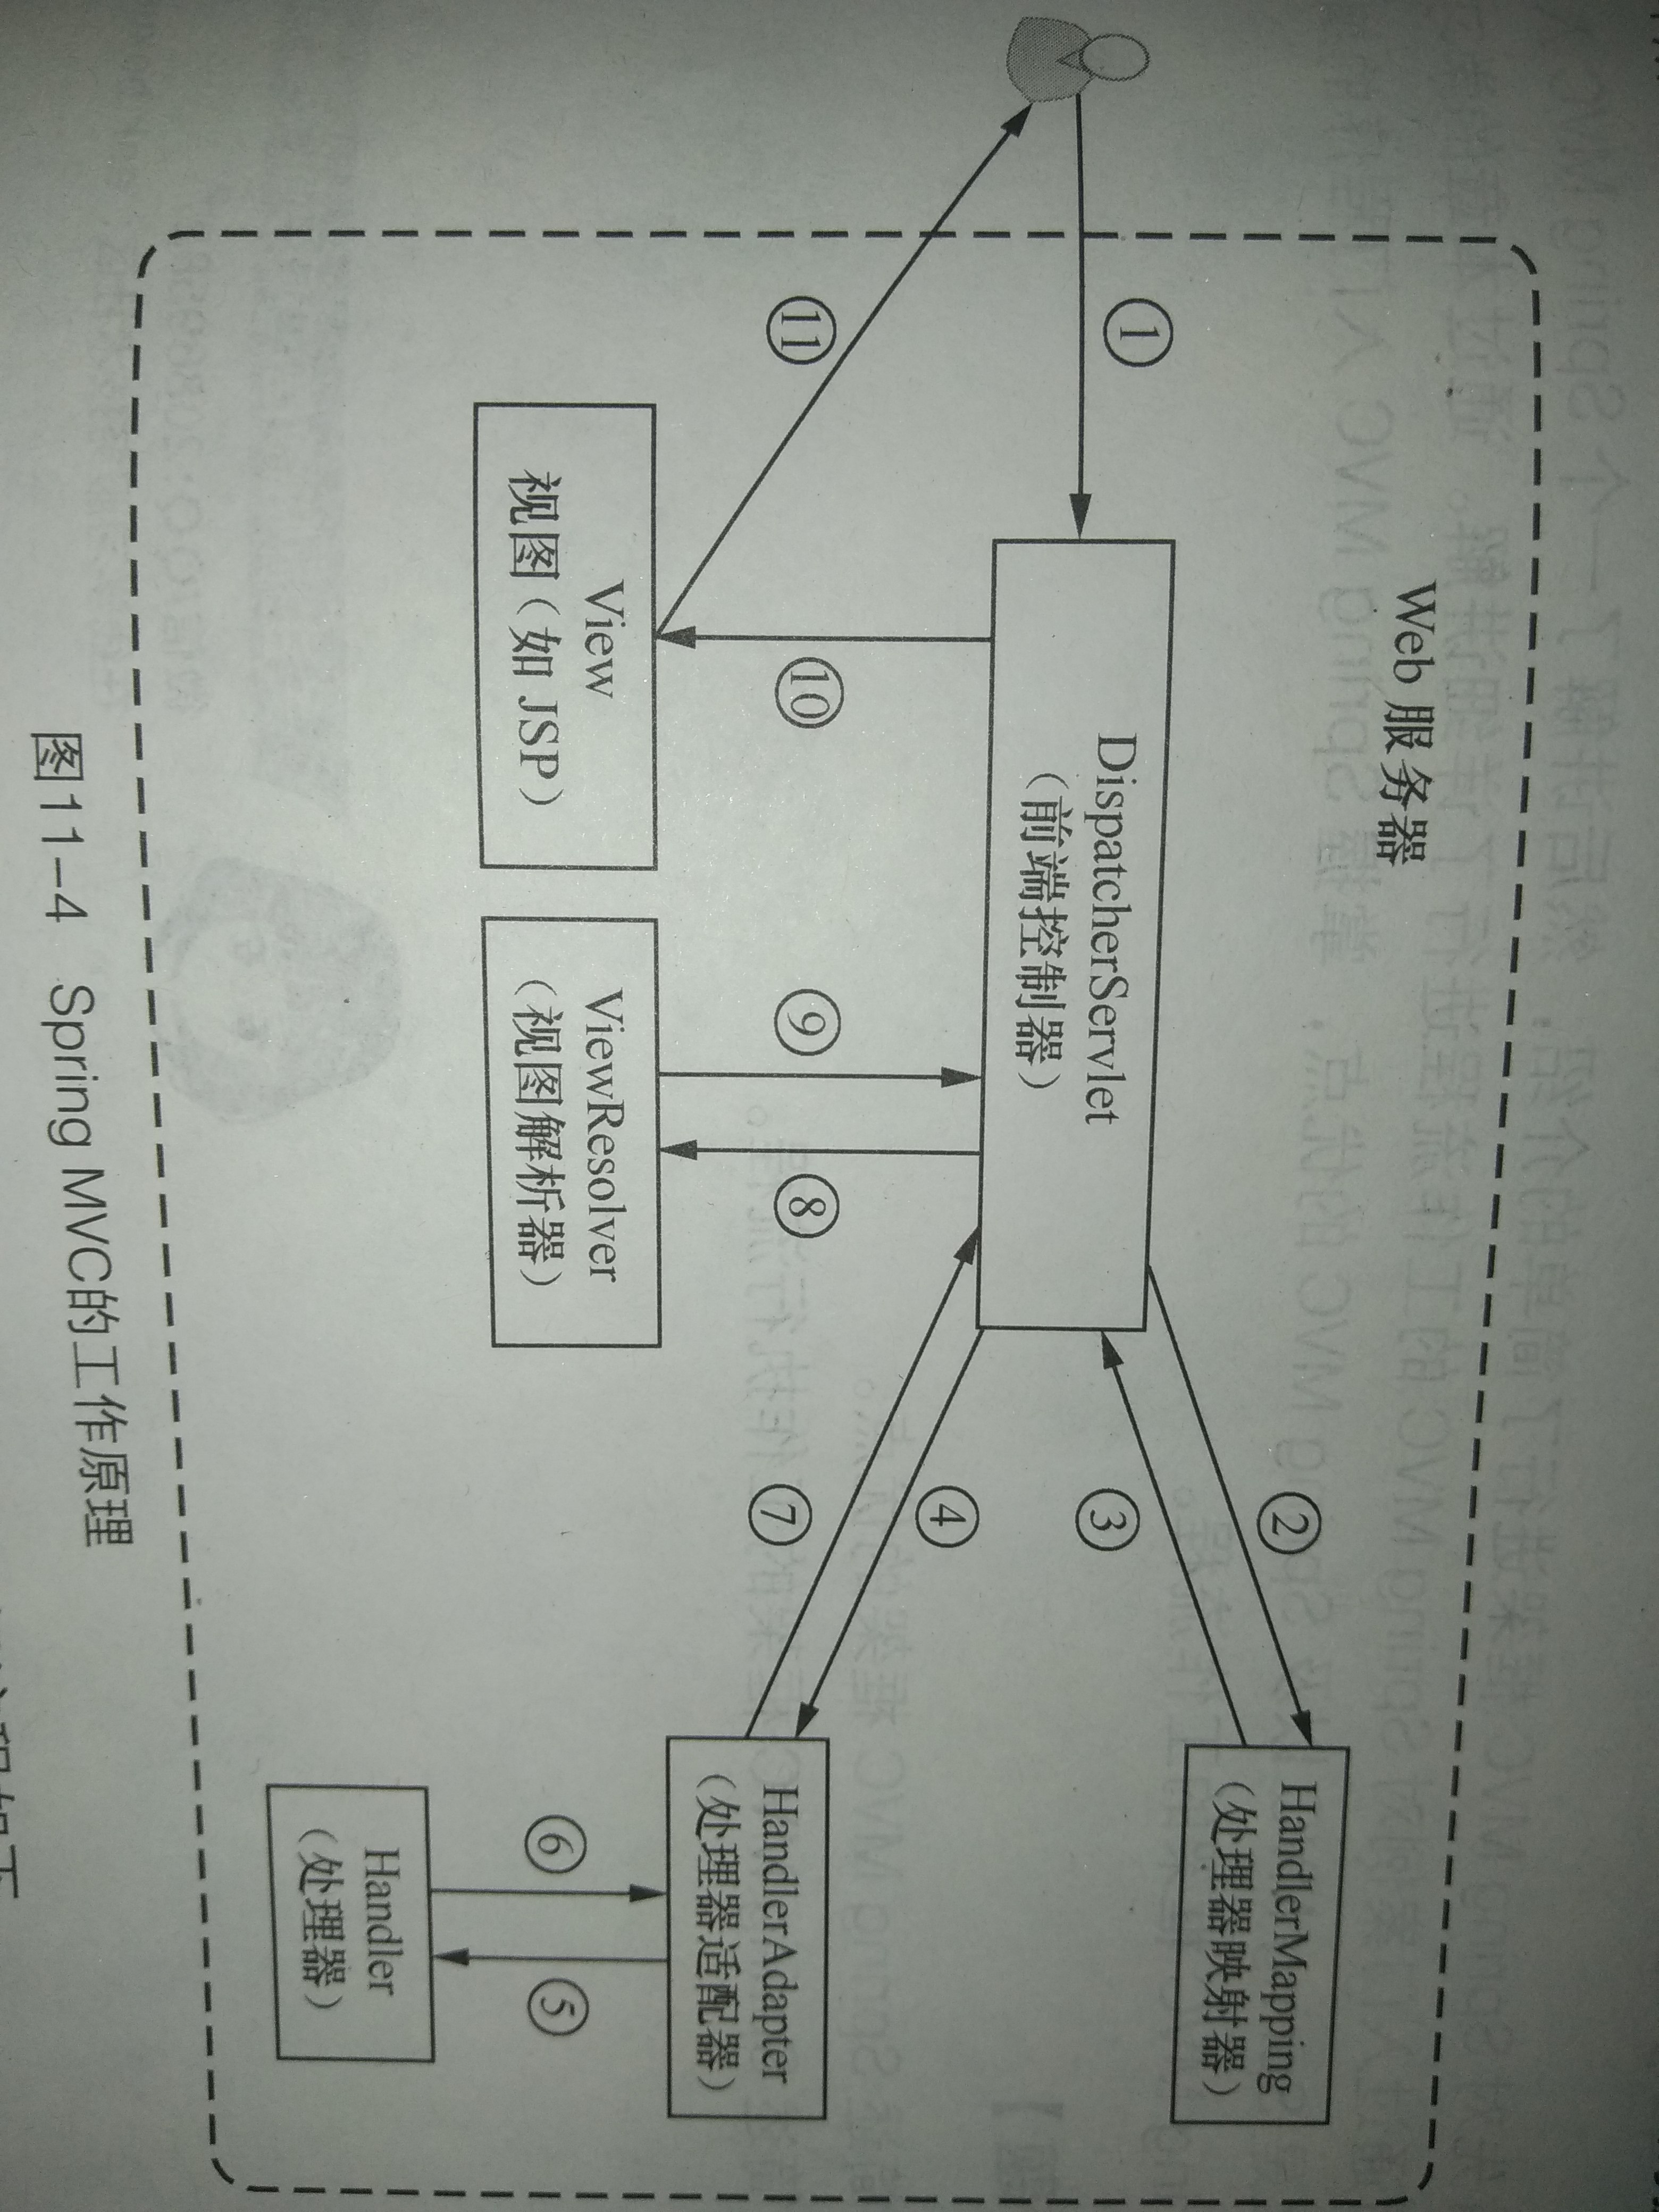 Web 服务器
②
HandlerMapping
（处理器映射器）
①
DispatcherServlet
（前端控制器）
③
④
⑪
⑩
⑨
⑧
⑦
HandlerAdapter
（处理器适配器）
View
视图（如 JSP）
ViewResolver
（视图解析器）
⑥
⑤
Handler
（处理器）
图11-4 Spring MVC的工作原理